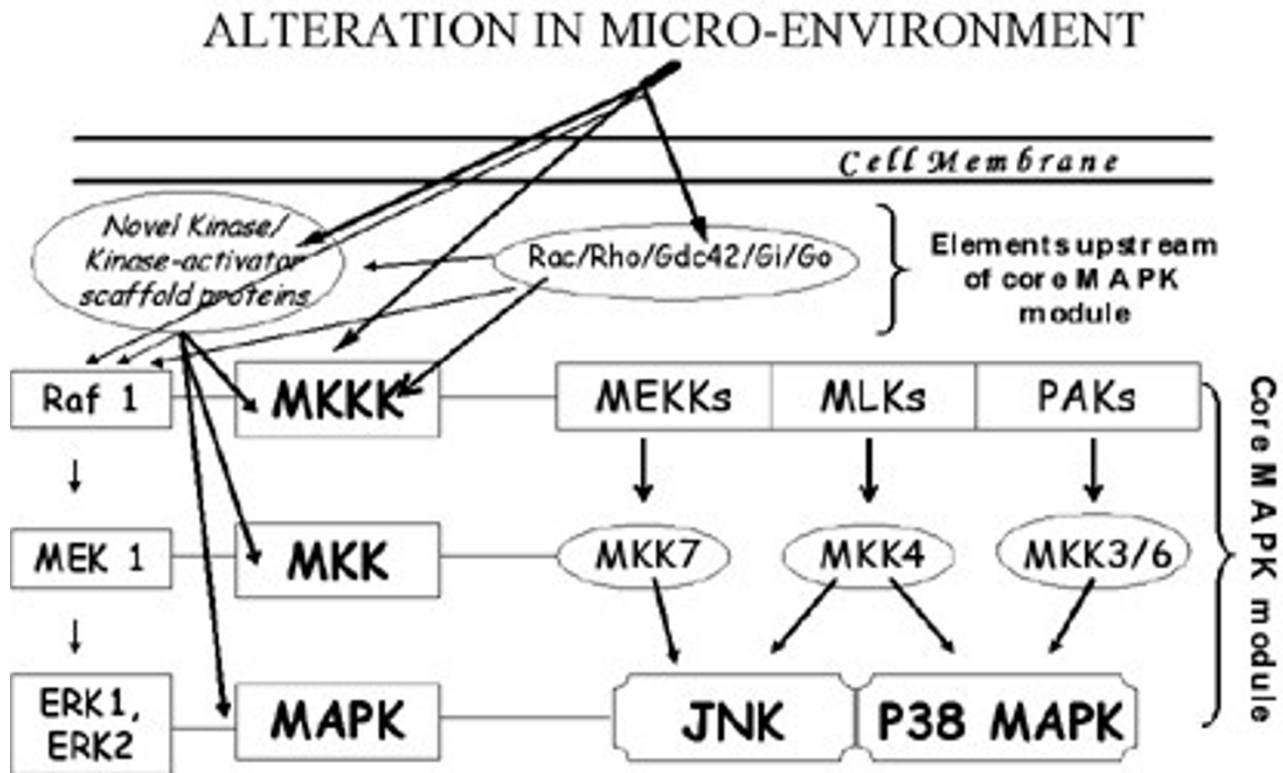 ALTERATION IN MICRO-ENVIRONMENT
Cell Membrane
Novel Kinase/
Kinase-activator
scaffold proteins
Rac/Rho/Gdc42/Gi/Go
Elements upstream
of core MAPK
module
Raf 1
MKKK
MEKKs
MLKs
PAKs
MEK 1
MKK
MKK7
MKK4
MKK3/6
ERK1,
ERK2
MAPK
JNK
P38 MAPK
Core MAPK module